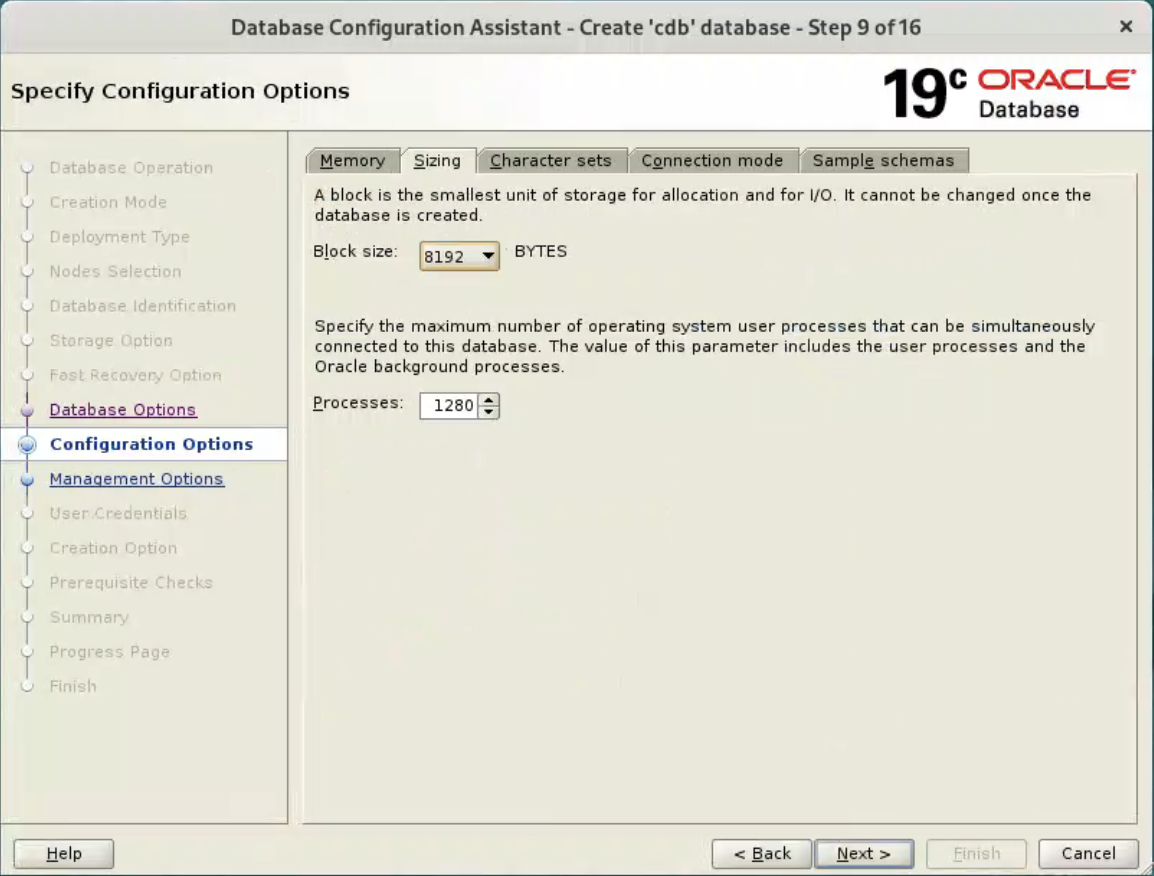 Database Configuration Assistant - Create 'cdb' database - Step 9 of 16
×
Specify Configuration Options
19c ORACLE
Database
Database Operation
Creation Mode
Deployment Type
Nodes Selection
Database Identification
Storage Option
Fast Recovery Option
Database Options
Configuration Options
Management Options
User Credentials
Creation Option
Prerequisite Checks
Summary
Progress Page
Finish
Memory Sizing Character sets Connection mode Sample schemas
A block is the smallest unit of storage for allocation and for I/O. It cannot be changed once the
database is created.
Block size: 8192 BYTES
Specify the maximum number of operating system user processes that can be simultaneously
connected to this database. The value of this parameter includes the user processes and the
Oracle background processes.
Processes: 1280
Help < Back Next > Finish Cancel